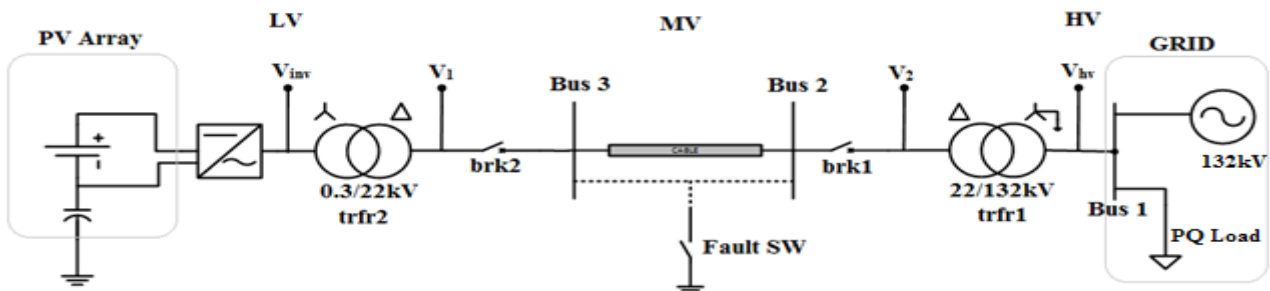 LV
MV
HV
PV Array
GRID
Vinv
V1
Bus 3
Bus 2
V2
Vhv
+
-
CABLE
brk2
brk1
132kV
0.3/22kV
trfr2
22/132kV
trfr1
Bus 1
Fault SW
PQ Load